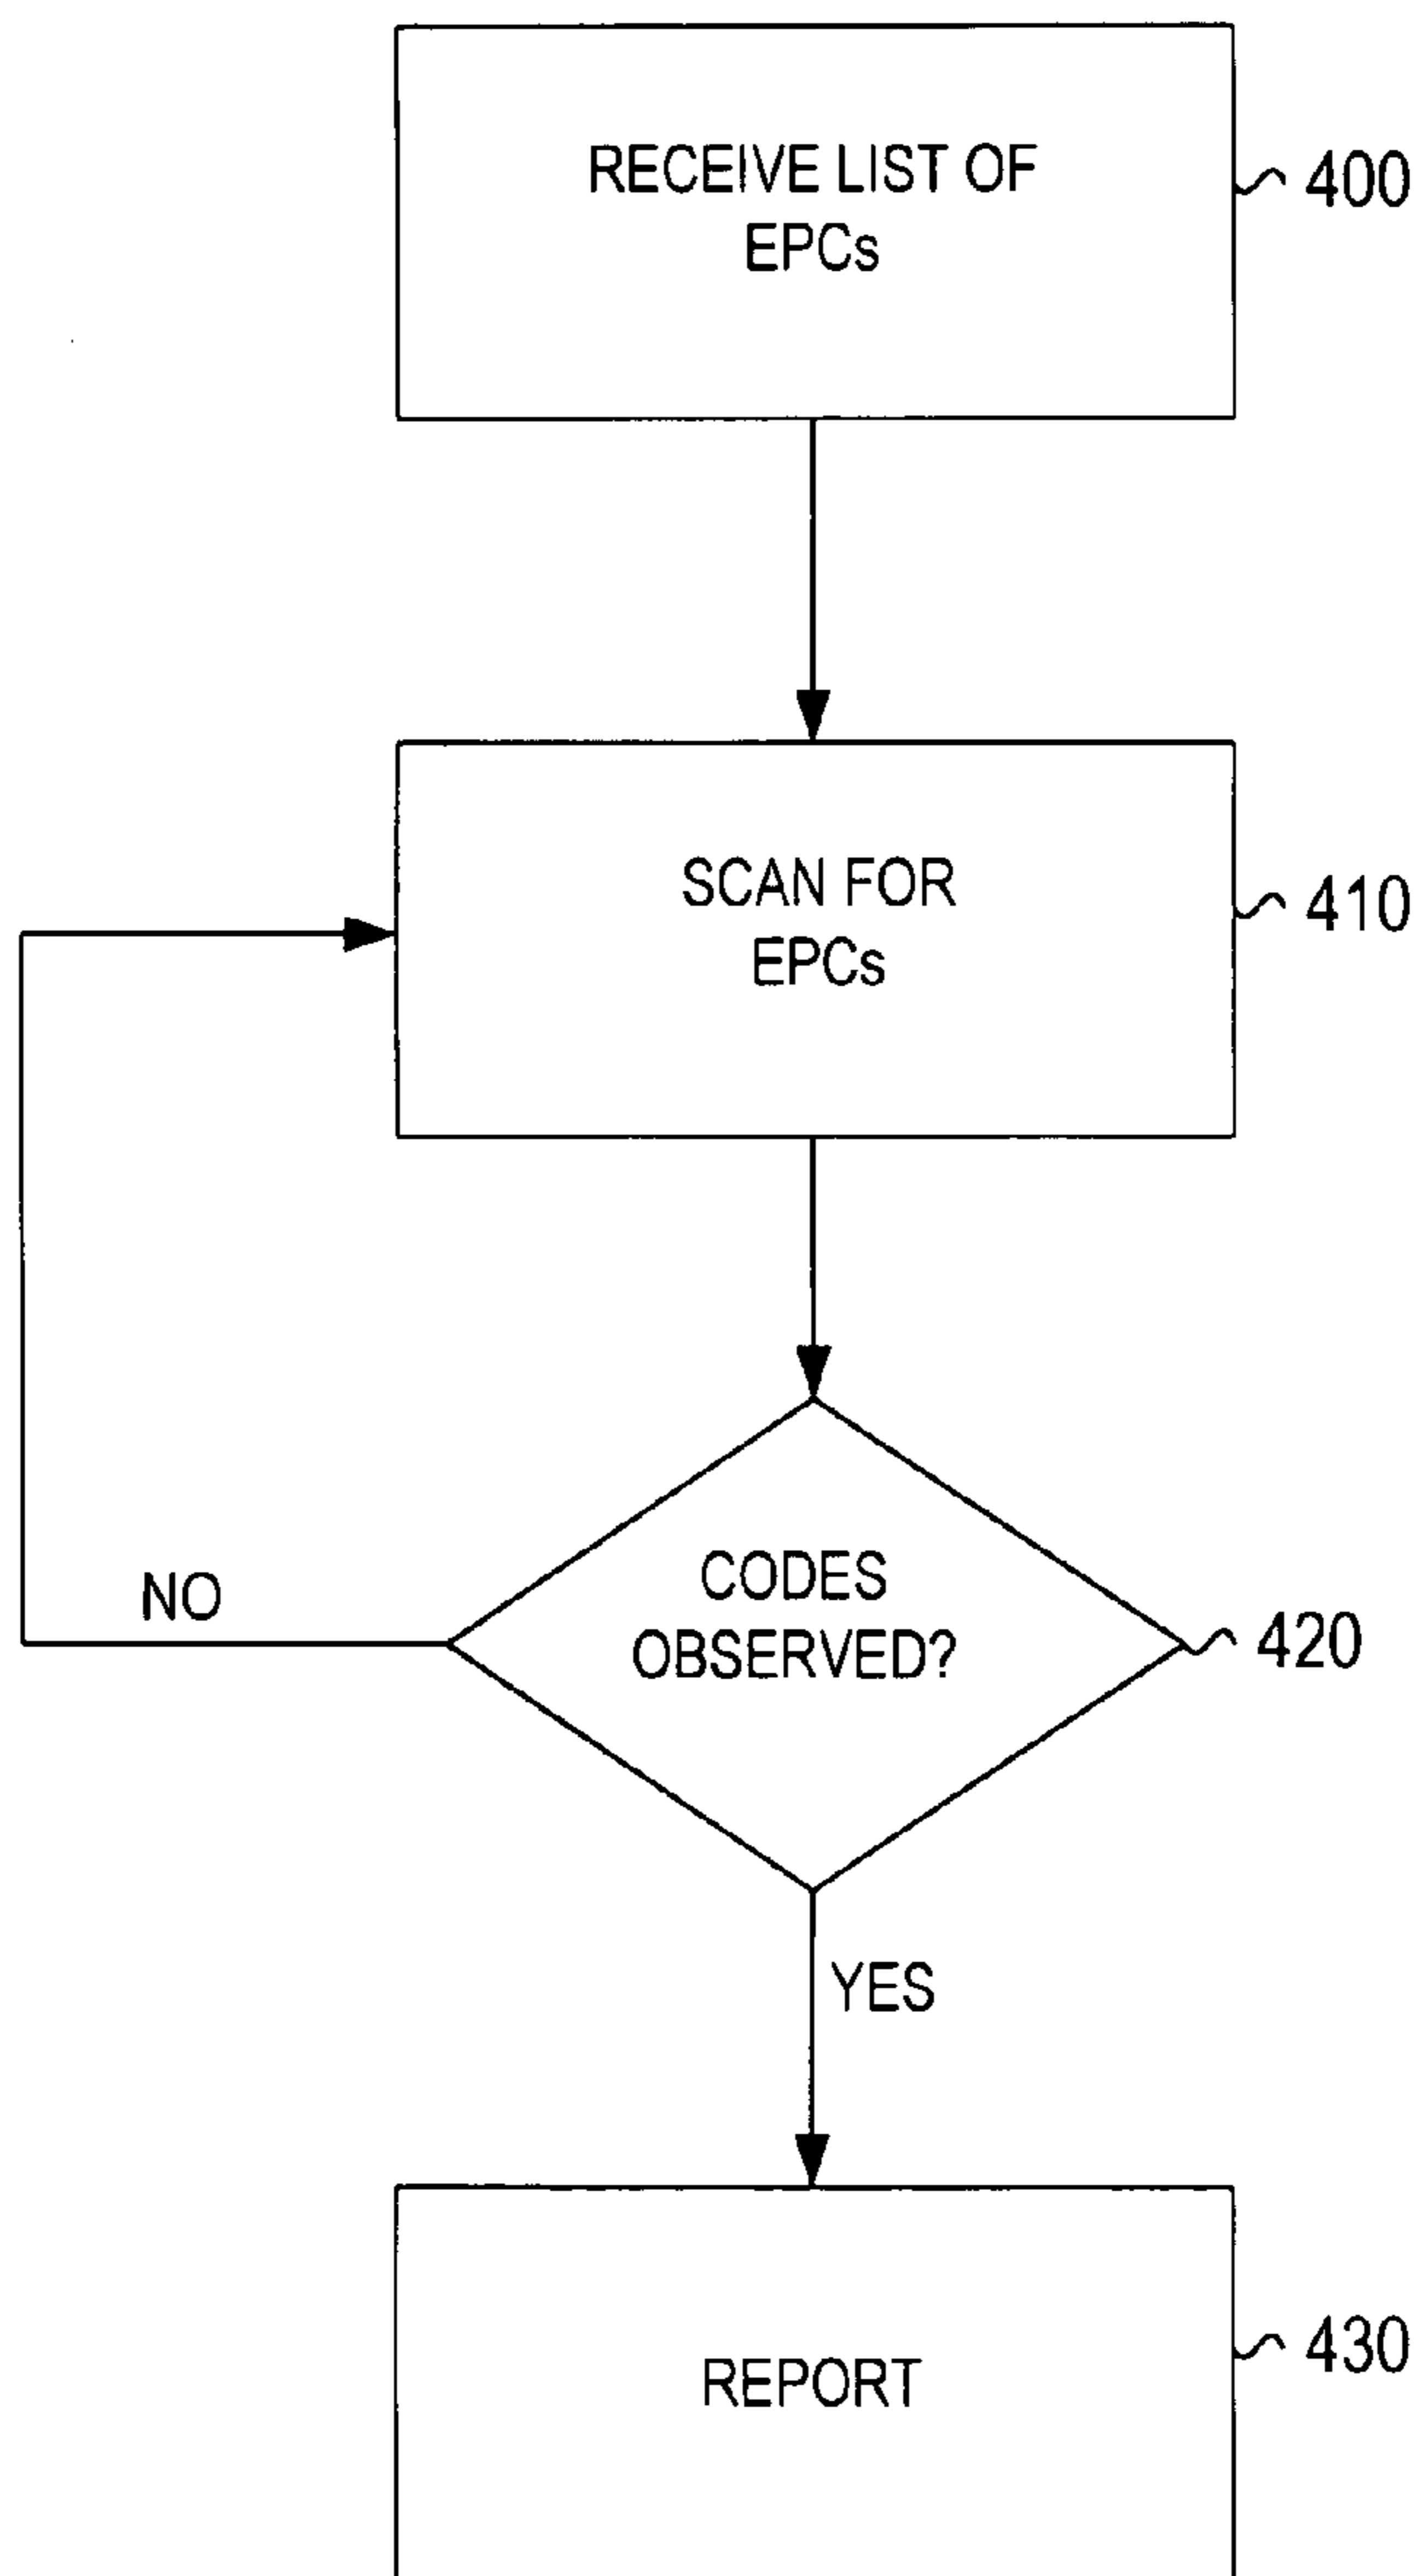 RECEIVE LIST OF
EPCs
400
SCAN FOR
EPCs
410
CODES
OBSERVED?
420
NO
YES
REPORT
430